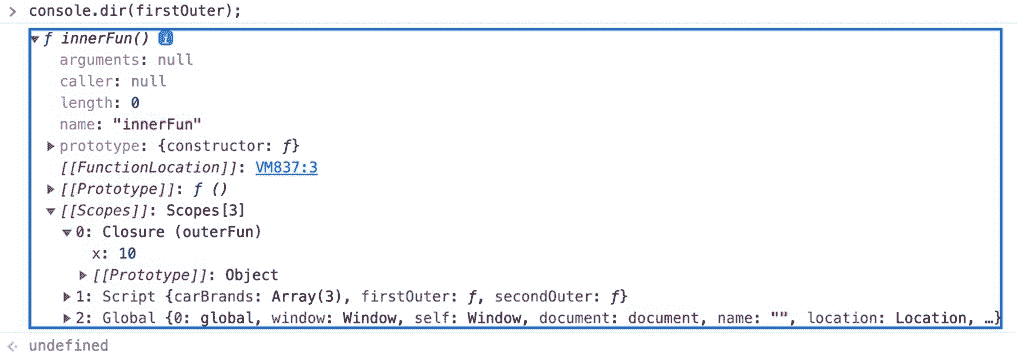 > console.dir(firstOuter);
▼ƒ innerFun() i
arguments: null
caller: null
length: 0
name: "innerFun"
▶prototype: {constructor: ƒ}
[[FunctionLocation]]: VM837:3
▶[[Prototype]]: ƒ ()
▼[[Scopes]]: Scopes[3]
▼0: Closure (outerFun)
x: 10
▶[[Prototype]]: Object
▶1: Script {carBrands: Array(3), firstOuter: ƒ, secondOuter: ƒ}
▶2: Global {0: global, window: Window, self: Window, document: document, name: "", location: Location, …}
undefined